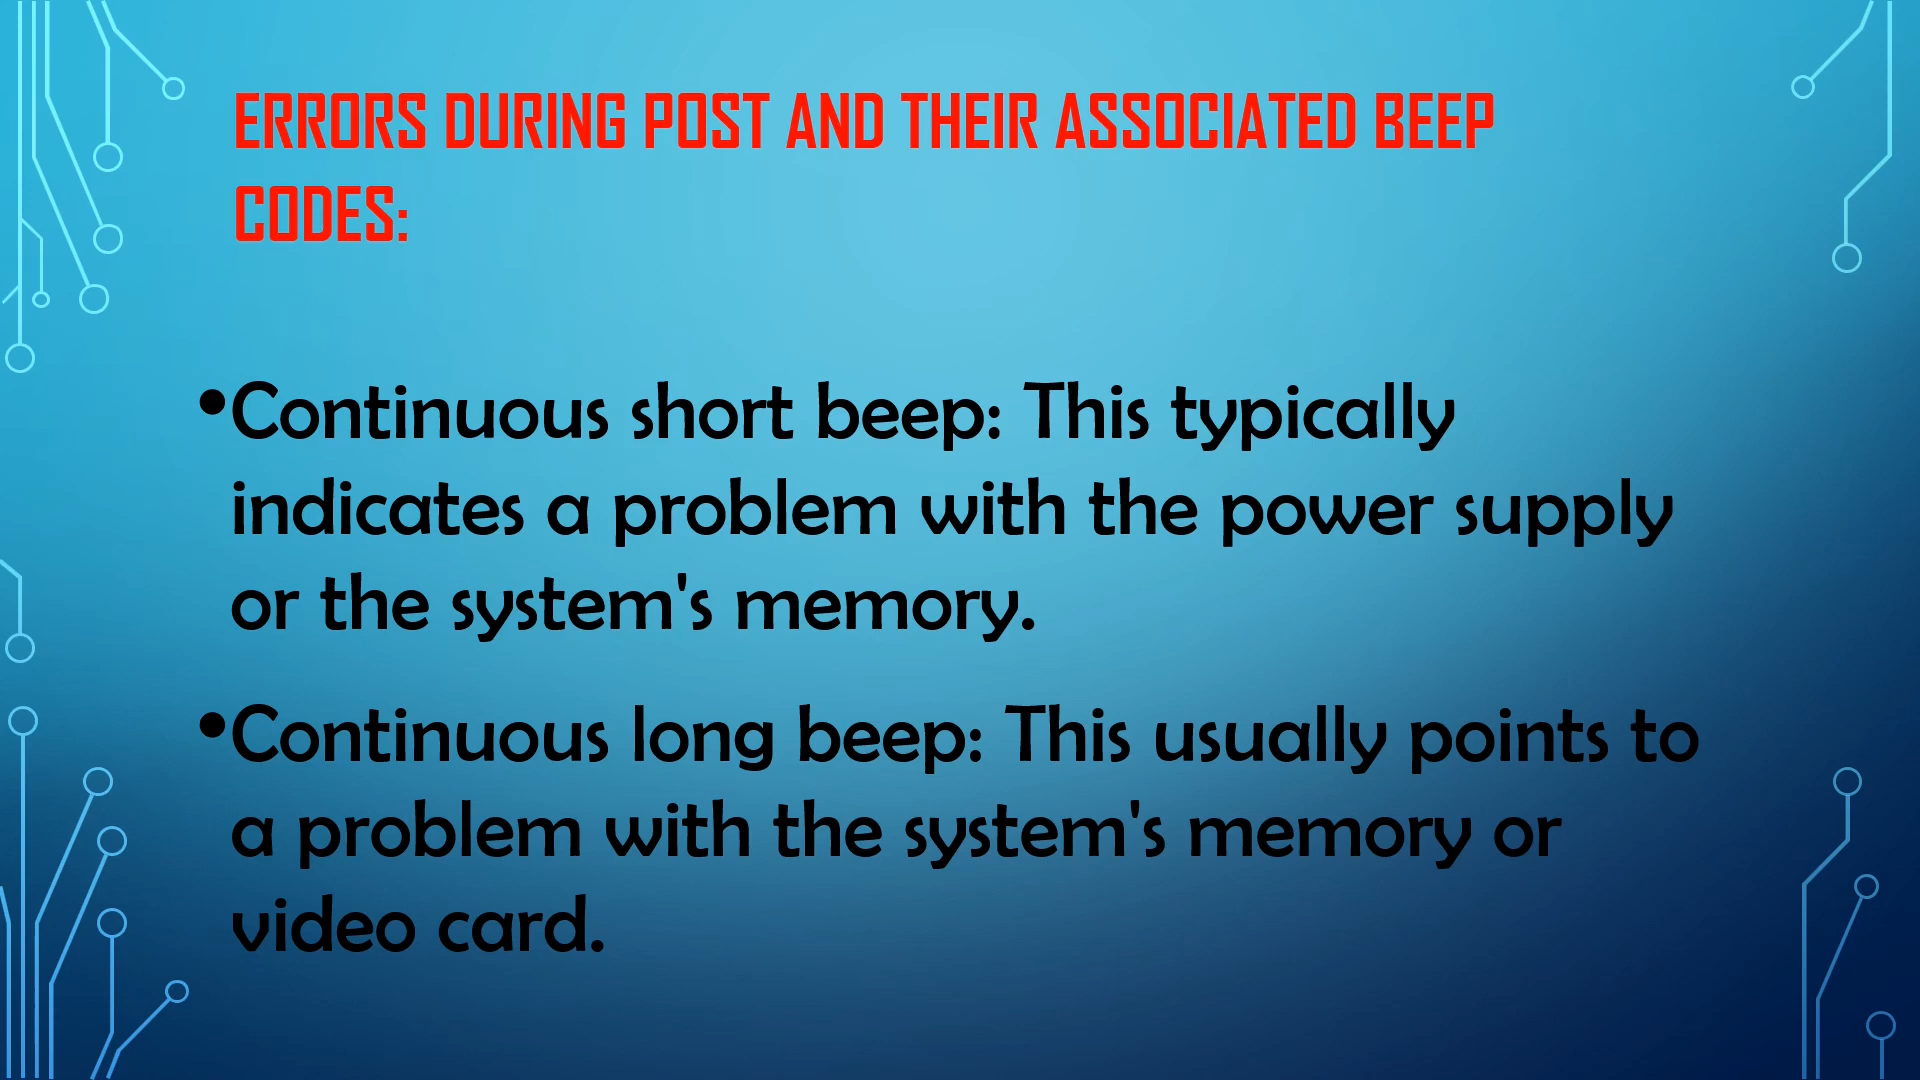 ERRORS DURING POST AND THEIR ASSOCIATED BEEP
CODES:
•Continuous short beep: This typically
indicates a problem with the power supply
or the system's memory.
•Continuous long beep: This usually points to
a problem with the system's memory or
video card.